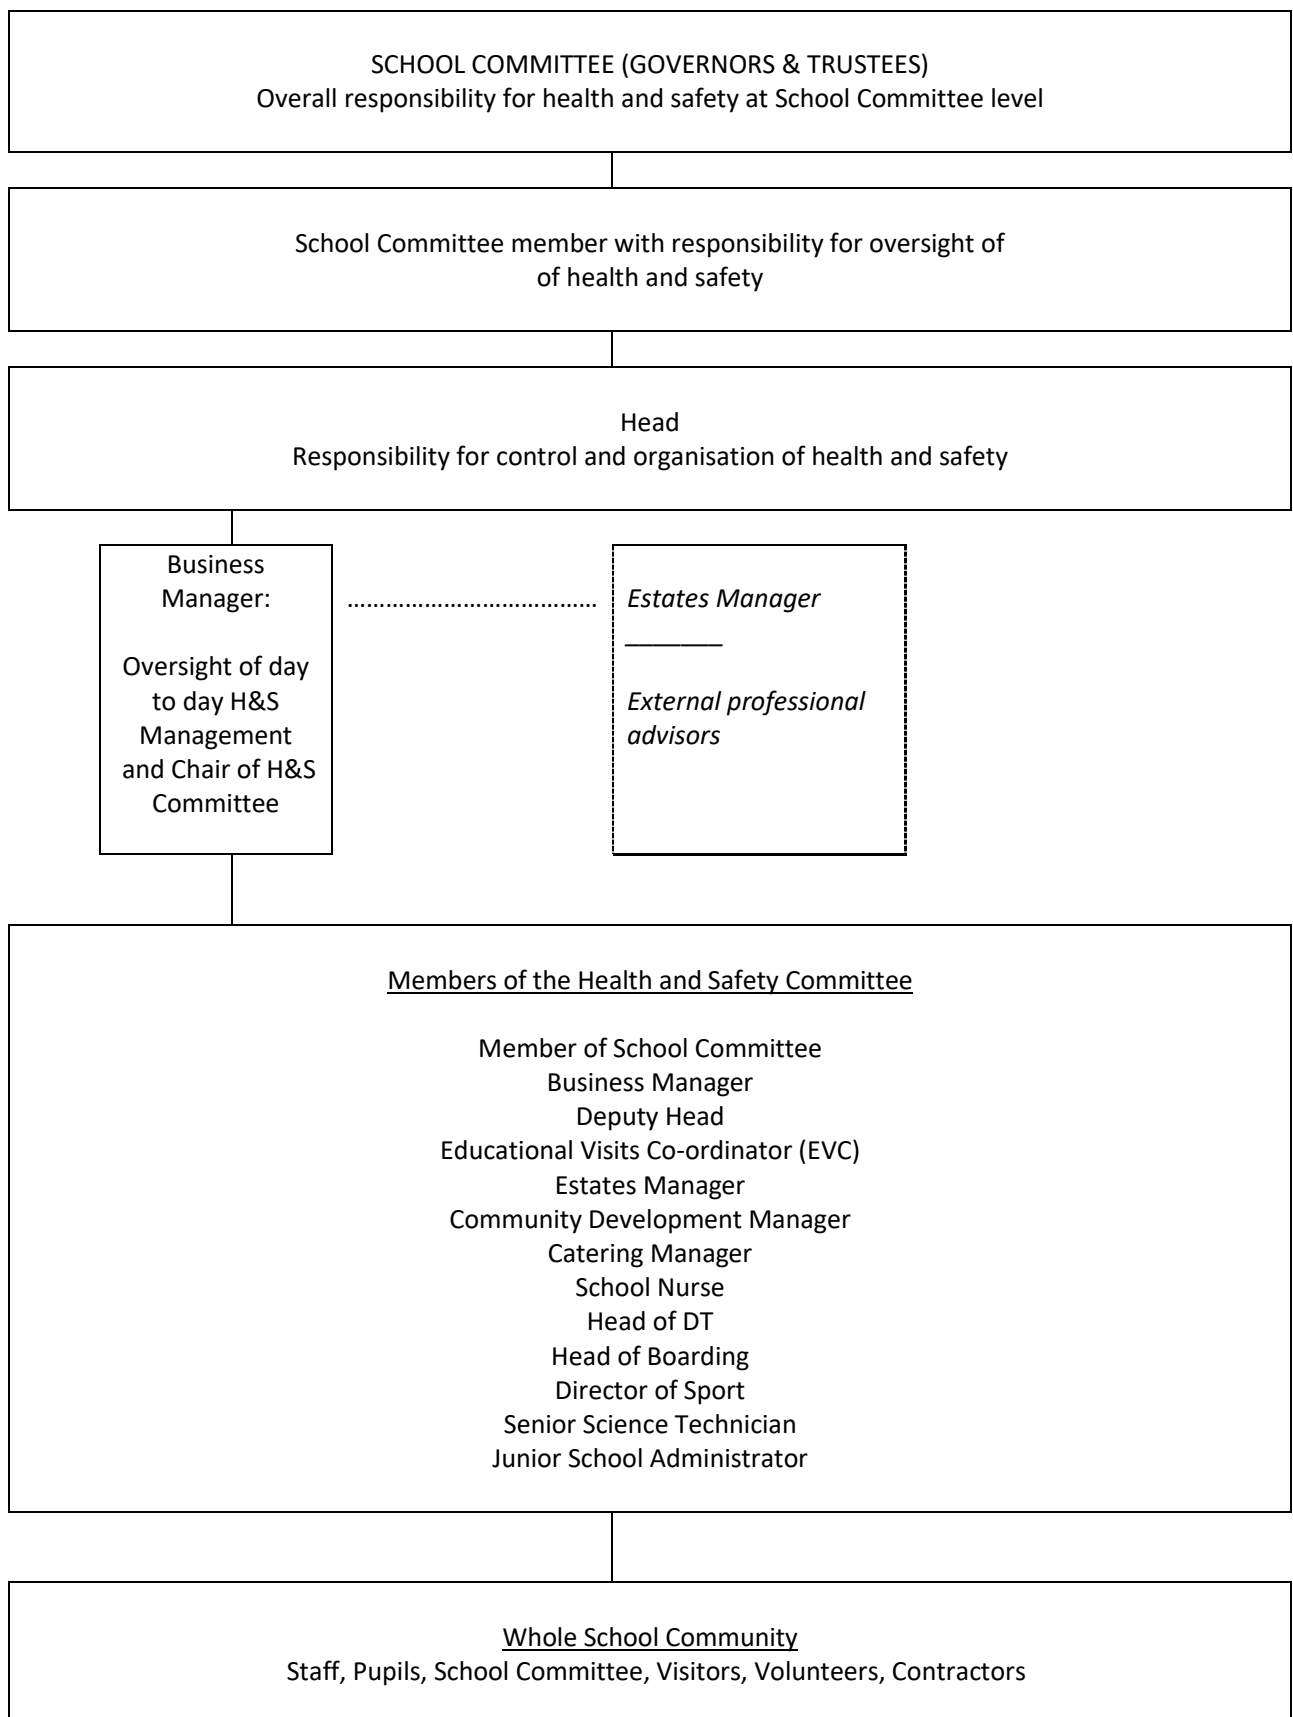 SCHOOL COMMITTEE (GOVERNORS & TRUSTEES)
Overall responsibility for health and safety at School Committee level
School Committee member with responsibility for oversight of
of health and safety
Head
Responsibility for control and organisation of health and safety
Business
Manager:
Oversight of day
to day H&S
Management
and Chair of H&S
Committee
…………………………………
Estates Manager
_______
External professional
advisors
Members of the Health and Safety Committee
Member of School Committee
Business Manager
Deputy Head
Educational Visits Co-ordinator (EVC)
Estates Manager
Community Development Manager
Catering Manager
School Nurse
Head of DT
Head of Boarding
Director of Sport
Senior Science Technician
Junior School Administrator
Whole School Community
Staff, Pupils, School Committee, Visitors, Volunteers, Contractors